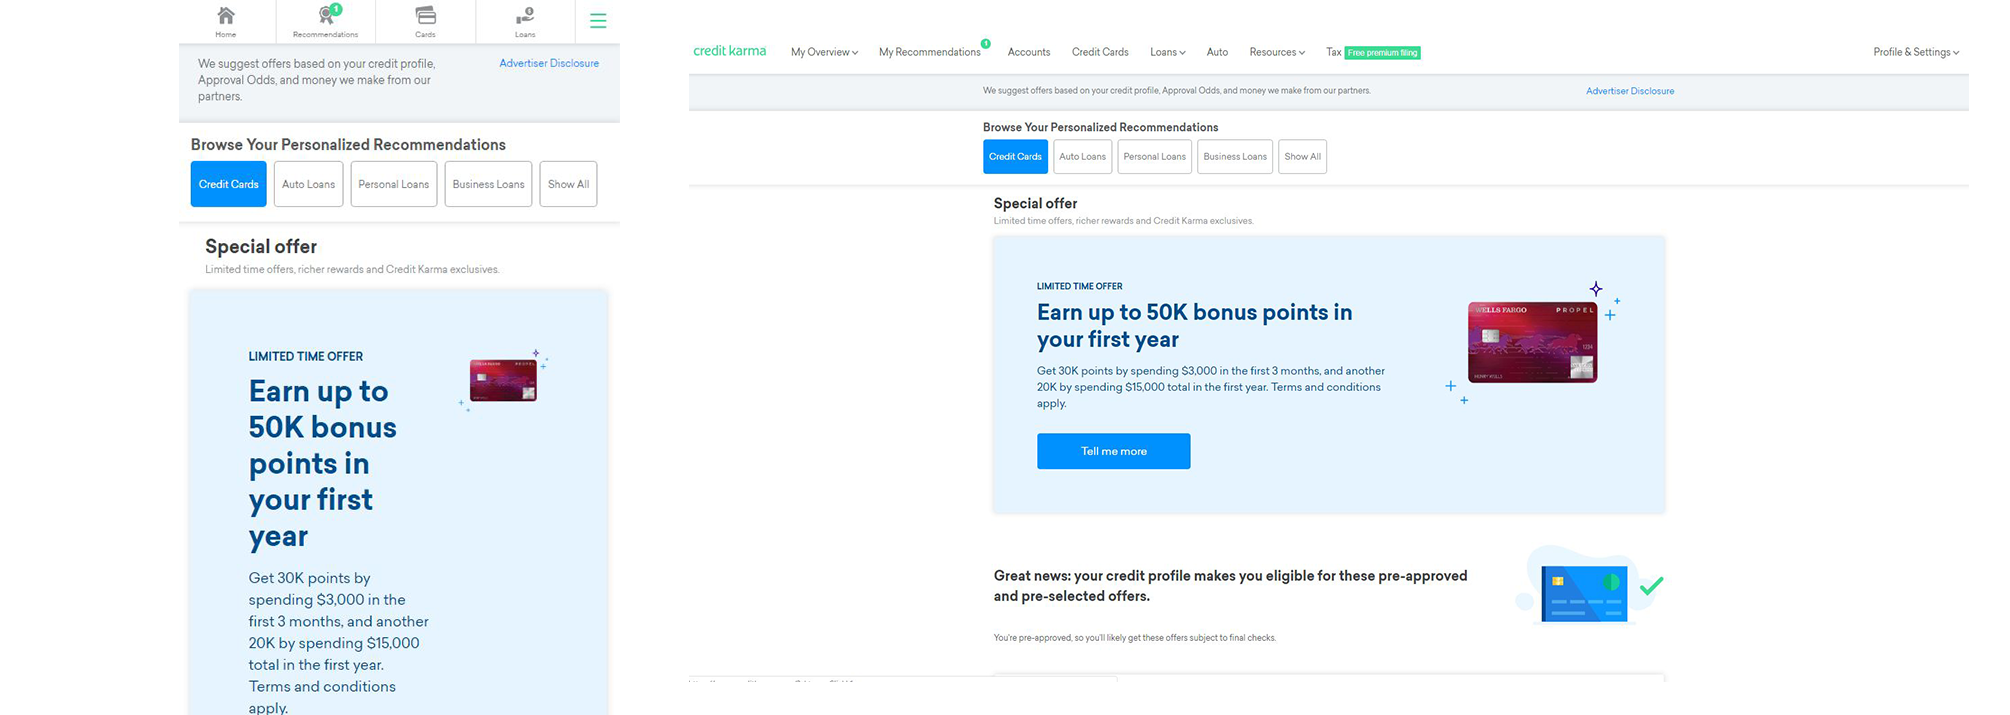 Home
Recommendations
1
Cards
Loans
We suggest offers based on your credit profile,
Approval Odds, and money we make from our
partners.
Advertiser Disclosure
Browse Your Personalized Recommendations
Credit Cards
Auto Loans
Personal Loans
Business Loans
Show All
Special offer
Limited time offers, richer rewards and Credit Karma exclusives.
LIMITED TIME OFFER
Earn up to
50K bonus
points in
your first
year
Get 30K points by
spending $3,000 in the
first 3 months, and another
20K by spending $15,000
total in the first year.
Terms and conditions
apply.
credit karma
My Overview
My Recommendations
1
Accounts
Credit Cards
Loans
Auto
Resources
Tax
Free premium filing
Profile & Settings
We suggest offers based on your credit profile, Approval Odds, and money we make from our partners.
Advertiser Disclosure
Browse Your Personalized Recommendations
Credit Cards
Auto Loans
Personal Loans
Business Loans
Show All
Special offer
Limited time offers, richer rewards and Credit Karma exclusives.
LIMITED TIME OFFER
Earn up to 50K bonus points in
your first year
Get 30K points by spending $3,000 in the first 3 months, and another
20K by spending $15,000 total in the first year. Terms and conditions
apply.
Tell me more
WELLS FARGO
PROPEL
1234
HENRY WELLS
Great news: your credit profile makes you eligible for these pre-approved
and pre-selected offers.
You're pre-approved, so you'll likely get these offers subject to final checks.